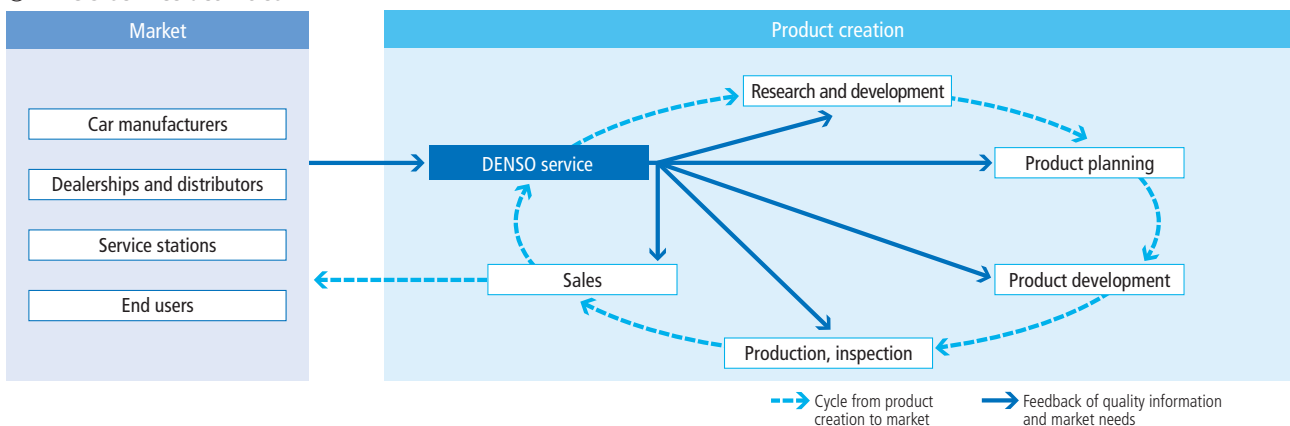 Market
Product creation
Car manufacturers
Dealerships and distributors
Service stations
End users
DENSO service
Research and development
Product planning
Product development
Production, inspection
Sales
Cycle from product
creation to market
Feedback of quality information
and market needs